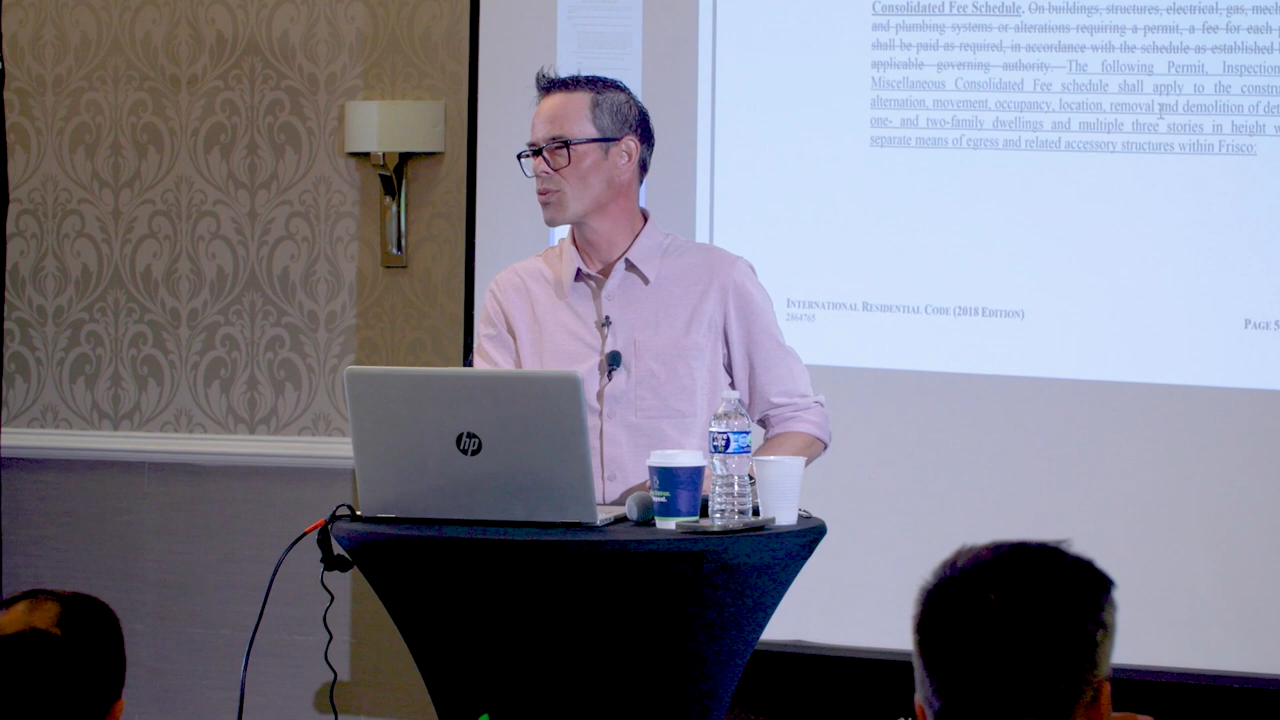 Consolidated Fee Schedule. On buildings, structures, electrical, gas,
and plumbing systems or alterations requiring a permit, a fee for each
shall be paid as required, in accordance with the schedule as established
applicable governing authority. The following Permit,
Miscellaneous Consolidated Fee schedule shall apply to the
alternation, movement, occupancy, location, removal and demolition of
one- and two-family dwellings and multiple three stories in height
separate means of egress and related accessory structures within Frisco:
INTERNATIONAL RESIDENTIAL CODE (2018 EDITION)
2864765
PAGE 5
hp